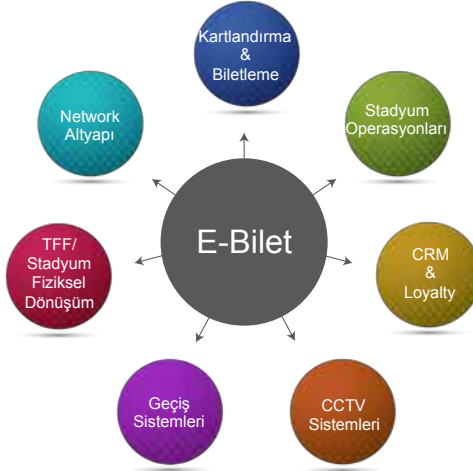 Kartlandırma
&
Biletleme
Stadyum
Operasyonları
Network
Altyapı
E-Bilet
TFF/
Stadyum
Fiziksel
Dönüşüm
CRM
&
Loyalty
Geçiş
Sistemleri
CCTV
Sistemleri